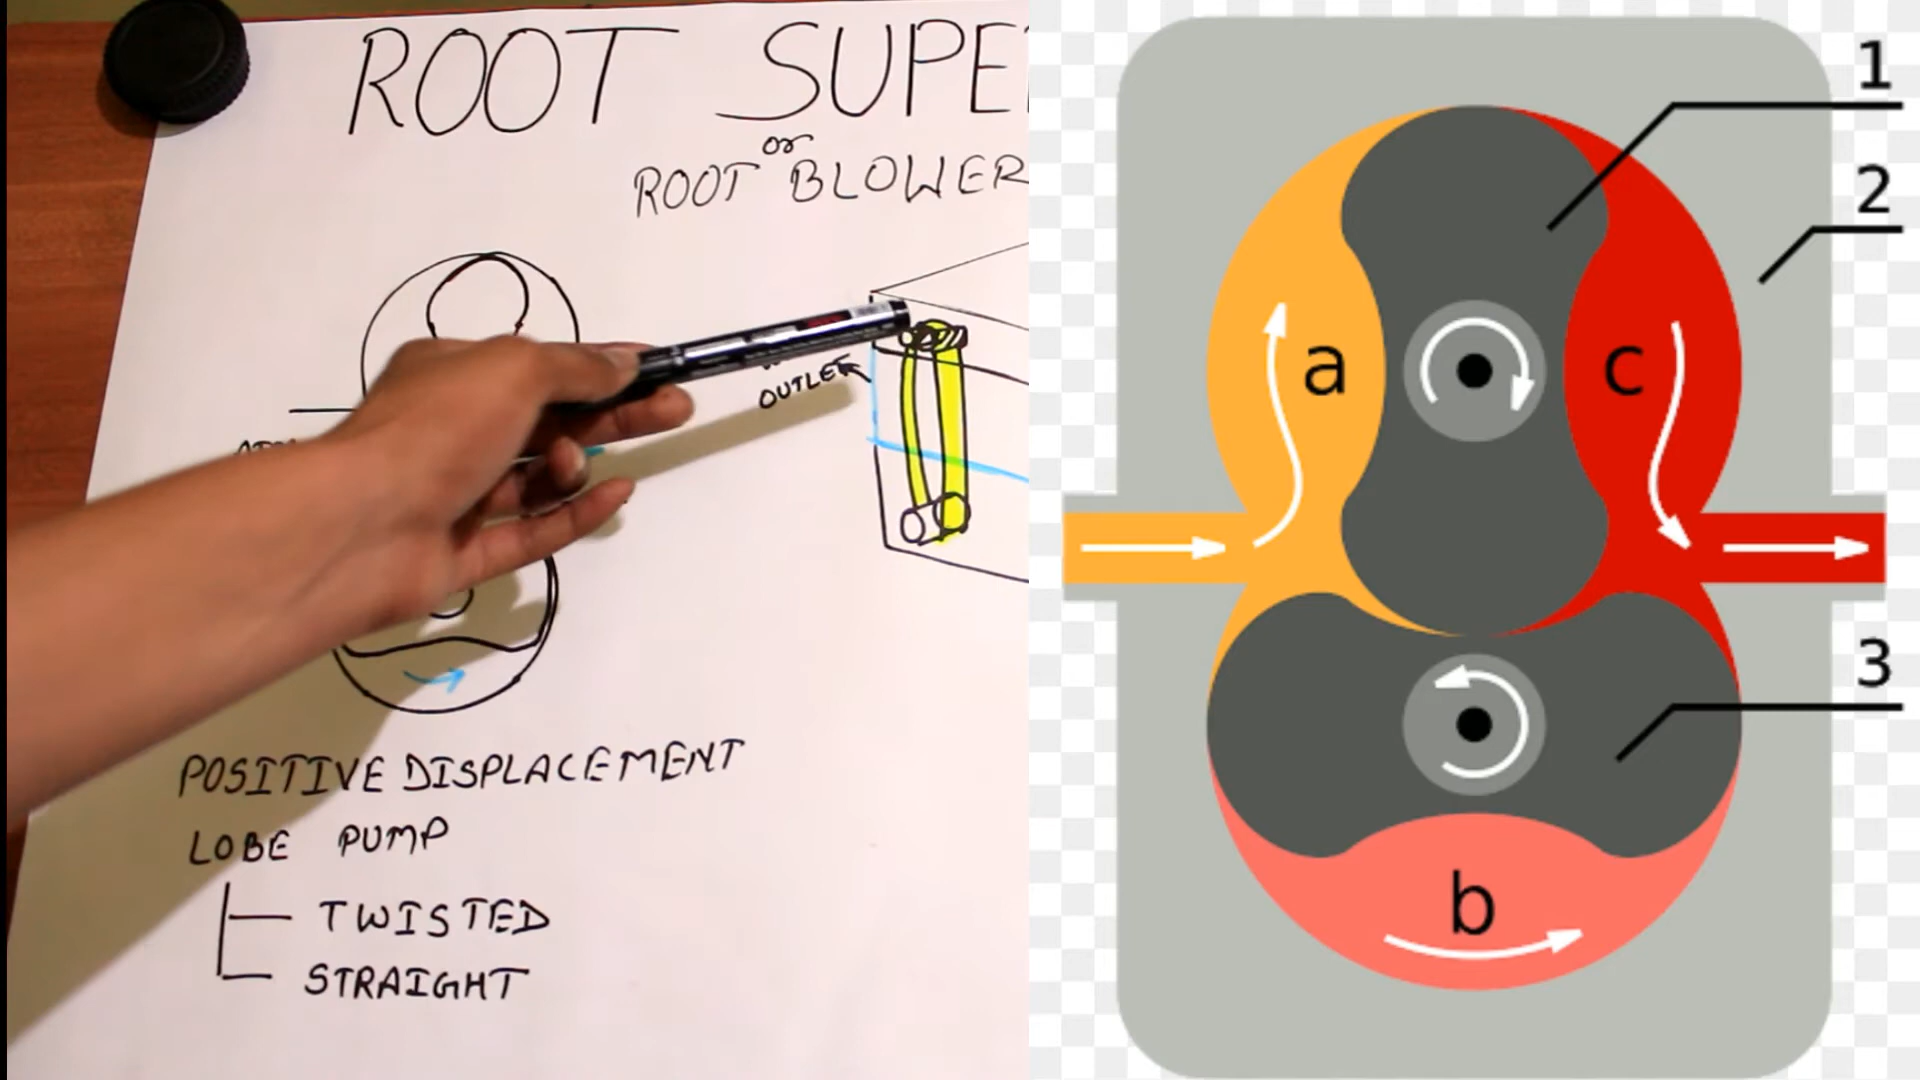 ROOT SUPE
or
ROOT BLOWER
OUTLET
POSITIVE DISPLACEMENT
LOBE PUMP
TWISTED
STRAIGHT
1
2
a
c
3
b